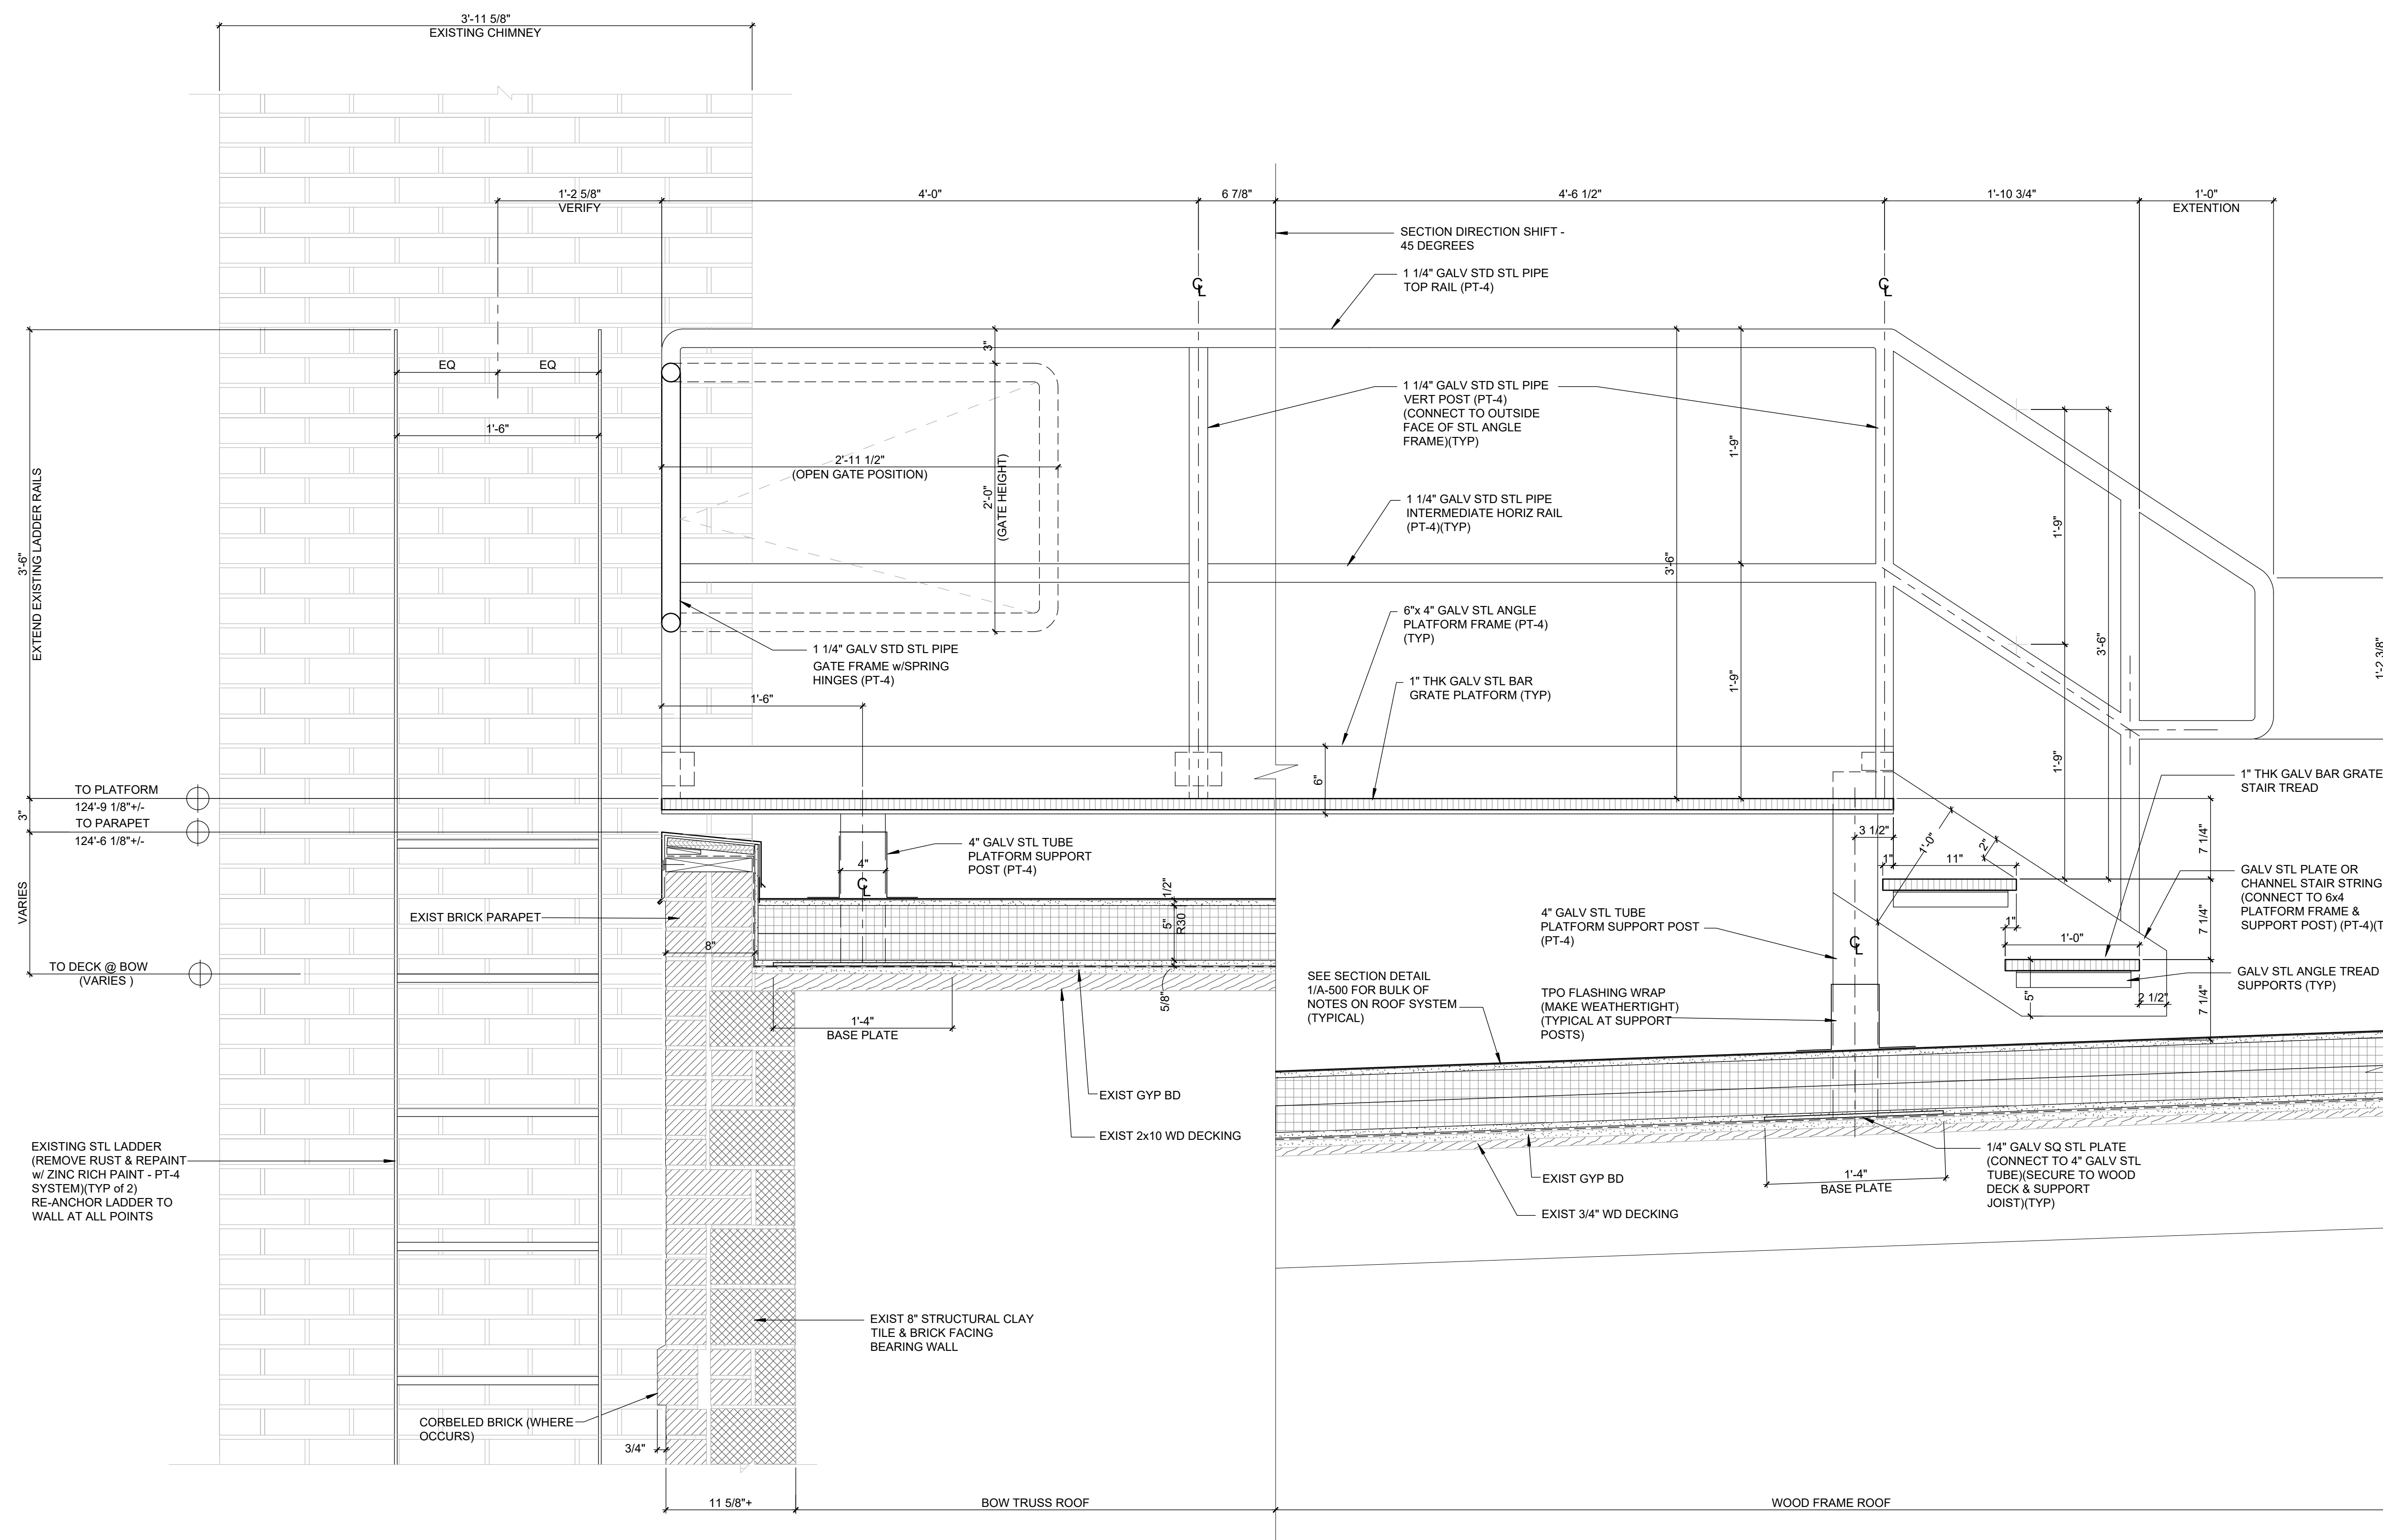 3'-11 5/8"
EXISTING CHIMNEY
1'-2 5/8"
VERIFY
4'-0"
6 7/8"
4'-6 1/2"
1'-10 3/4"
1'-0"
EXTENTION
SECTION DIRECTION SHIFT -
45 DEGREES
1 1/4" GALV STD STL PIPE
TOP RAIL (PT-4)
CL
CL
3"
EQ
EQ
1'-6"
1 1/4" GALV STD STL PIPE
VERT POST (PT-4)
(CONNECT TO OUTSIDE
FACE OF STL ANGLE
FRAME)(TYP)
1'-9"
2'-11 1/2"
(OPEN GATE POSITION)
2'-0"
(GATE HEIGHT)
1 1/4" GALV STD STL PIPE
INTERMEDIATE HORIZ RAIL
(PT-4)(TYP)
3'-6"
1'-9"
3'-6"
EXTEND EXISTING LADDER RAILS
6"x 4" GALV STL ANGLE
PLATFORM FRAME (PT-4)
(TYP)
3'-6"
1'-2 3/8"
1 1/4" GALV STD STL PIPE
GATE FRAME w/SPRING
HINGES (PT-4)
1" THK GALV STL BAR
GRATE PLATFORM (TYP)
1'-9"
1'-6"
1'-9"
6"
1" THK GALV BAR GRATE
STAIR TREAD
TO PLATFORM
124'-9 1/8"+/-
3"
TO PARAPET
124'-6 1/8"+/-
4" GALV STL TUBE
PLATFORM SUPPORT
POST (PT-4)
4"
CL
3 1/2"
1'-0"
2"
7 1/4"
1"
11"
GALV STL PLATE OR
CHANNEL STAIR STRING
(CONNECT TO 6x4
PLATFORM FRAME &
SUPPORT POST) (PT-4)(T
VARIES
EXIST BRICK PARAPET
8"
1/2"
5"
R30
5/8"
4" GALV STL TUBE
PLATFORM SUPPORT POST
(PT-4)
CL
1"
1'-0"
7 1/4"
TO DECK @ BOW
(VARIES )
SEE SECTION DETAIL
1/A-500 FOR BULK OF
NOTES ON ROOF SYSTEM
(TYPICAL)
TPO FLASHING WRAP
(MAKE WEATHERTIGHT)
(TYPICAL AT SUPPORT
POSTS)
5"
2 1/2"
7 1/4"
GALV STL ANGLE TREAD
SUPPORTS (TYP)
1'-4"
BASE PLATE
EXIST GYP BD
EXIST 2x10 WD DECKING
EXISTING STL LADDER
(REMOVE RUST & REPAINT
w/ ZINC RICH PAINT - PT-4
SYSTEM)(TYP of 2)
RE-ANCHOR LADDER TO
WALL AT ALL POINTS
EXIST GYP BD
EXIST 3/4" WD DECKING
1'-4"
BASE PLATE
1/4" GALV SQ STL PLATE
(CONNECT TO 4" GALV STL
TUBE)(SECURE TO WOOD
DECK & SUPPORT
JOIST)(TYP)
EXIST 8" STRUCTURAL CLAY
TILE & BRICK FACING
BEARING WALL
CORBELED BRICK (WHERE
OCCURS)
3/4"
11 5/8"+
BOW TRUSS ROOF
WOOD FRAME ROOF